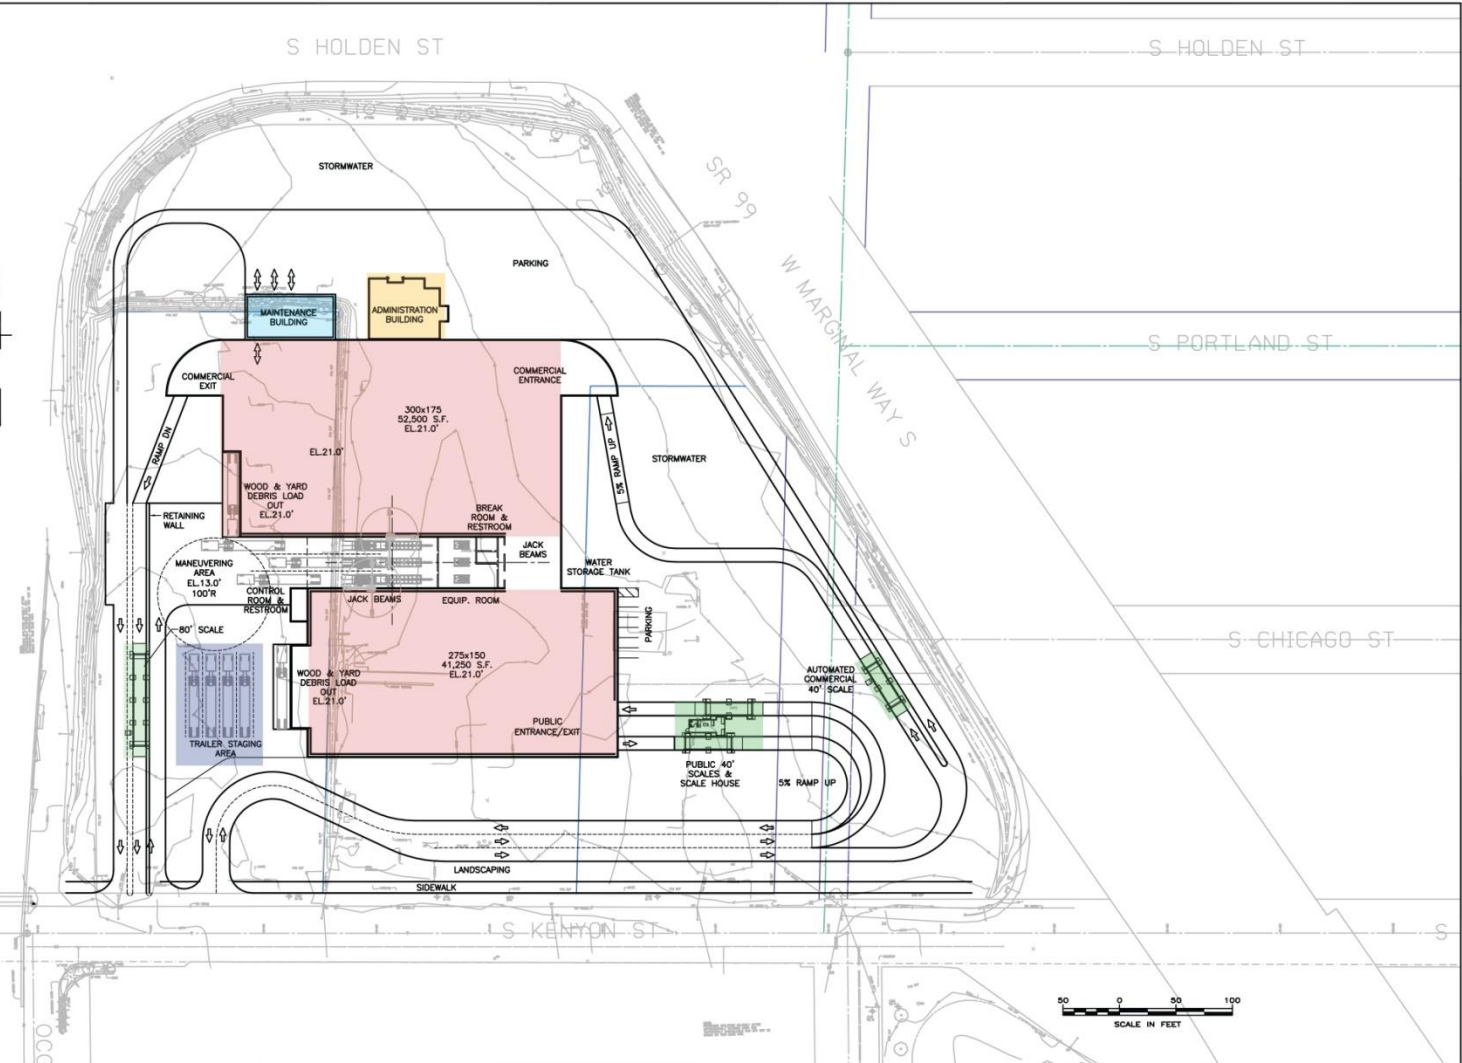 S HOLDEN ST
S HOLDEN ST
STORMWATER
SR 99
PARKING
W MARGINAL WAY S
MAINTENANCE
BUILDING
ADMINISTRATION
BUILDING
S PORTLAND ST
COMMERCIAL
EXIT
COMMERCIAL
ENTRANCE
300x175
52,500 S.F.
EL.21.0'
RAMP DN
EL.21.0'
5% RAMP UP
STORMWATER
WOOD & YARD
DEBRIS LOAD
OUT
EL.21.0'
RETAINING
WALL
BREAK
ROOM &
RESTROOM
JACK
BEAMS
WATER
STORAGE TANK
MANEUVERING
AREA
EL.13.0'
100'R
CONTROL
ROOM &
RESTROOM
JACK BEAMS
EQUIP. ROOM
PARKING
80' SCALE
S CHICAGO ST
275x150
41,250 S.F.
EL.21.0'
WOOD & YARD
DEBRIS LOAD
OUT
EL.21.0'
AUTOMATED
COMMERCIAL
40' SCALE
TRAILER STAGING
AREA
PUBLIC
ENTRANCE/EXIT
PUBLIC 40'
SCALES &
SCALE HOUSE
5% RAMP UP
LANDSCAPING
SIDEWALK
S KENYON ST
S
50 0 50 100
SCALE IN FEET
OCC